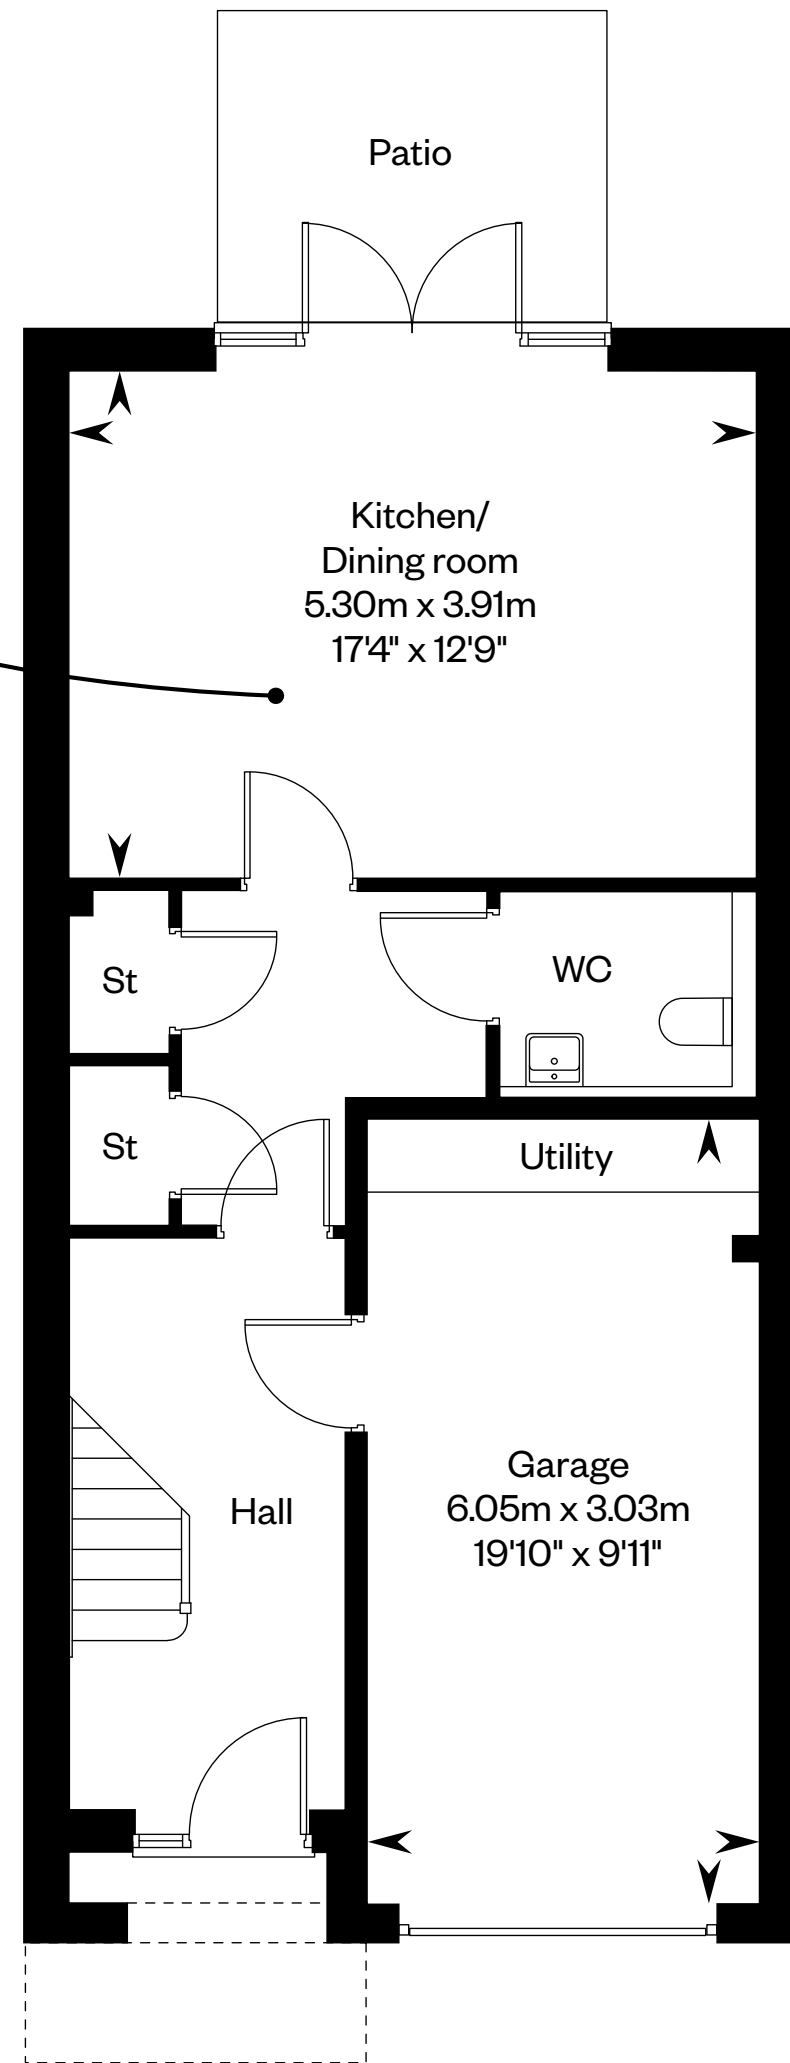 Patio
Kitchen/
Dining room
5.30m x 3.91m
17'4" x 12'9"
St
WC
St
Utility
Garage
6.05m x 3.03m
19'10" x 9'11"
Hall